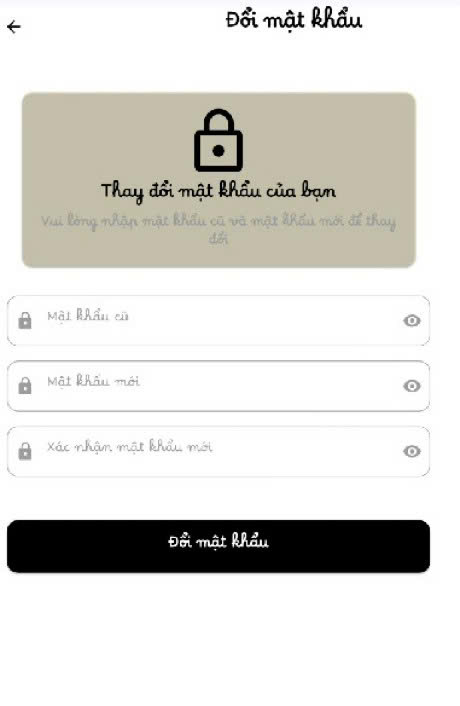 Đổi mật khẩu
Thay đổi mật khẩu của bạn
Vui lòng nhập mật khẩu cũ và mật khẩu mới để thay
đổi
Mật khẩu cũ
Mật khẩu mới
Xác nhận mật khẩu mới
Đổi mật khẩu